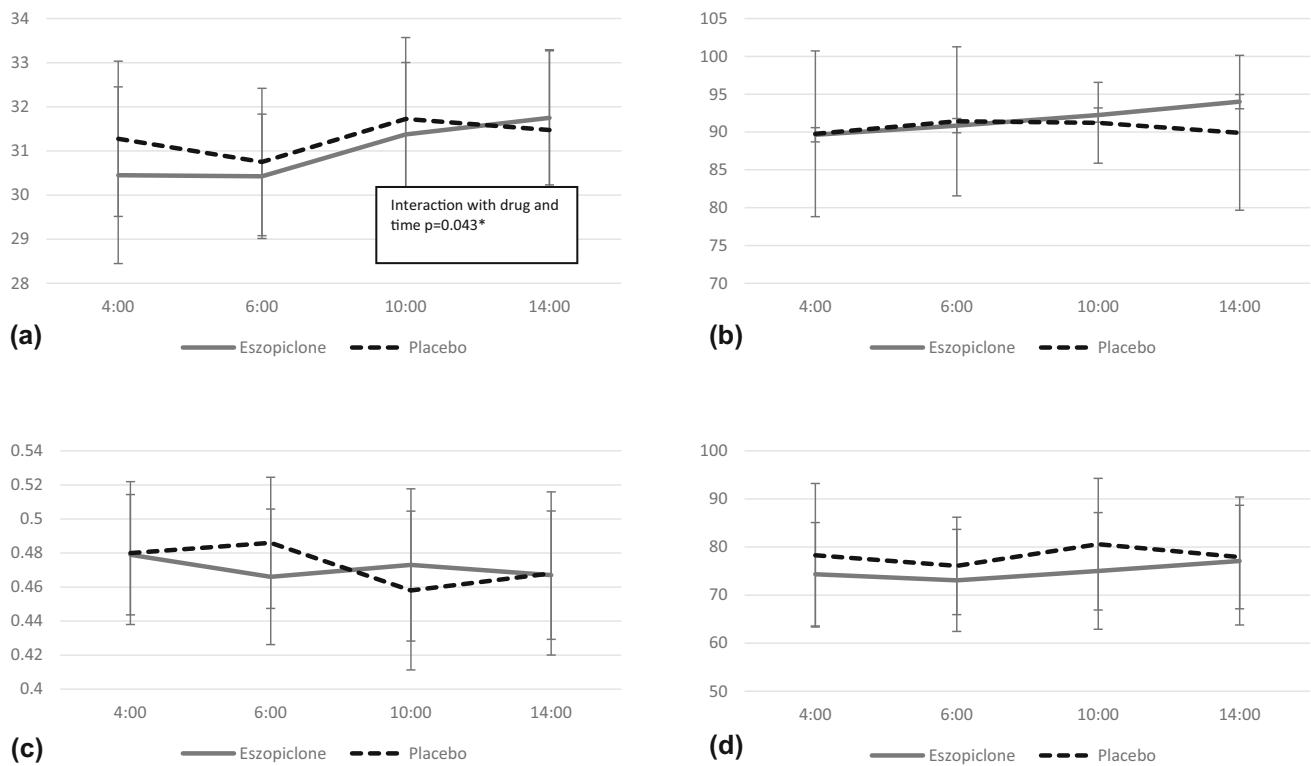 34
33
32
31
30
29
28
Interaction with drug and
time p=0.043*
4:00 6:00 10:00 14:00
(a)
Eszopiclone Placebo
105
100
95
90
85
80
75
70
4:00 6:00 10:00 14:00
(b)
Eszopiclone Placebo
0.54
0.52
0.5
0.48
0.46
0.44
0.42
0.4
4:00 6:00 10:00 14:00
(c)
Eszopiclone Placebo
100
90
80
70
60
50
4:00 6:00 10:00 14:00
(d)
Eszopiclone Placebo